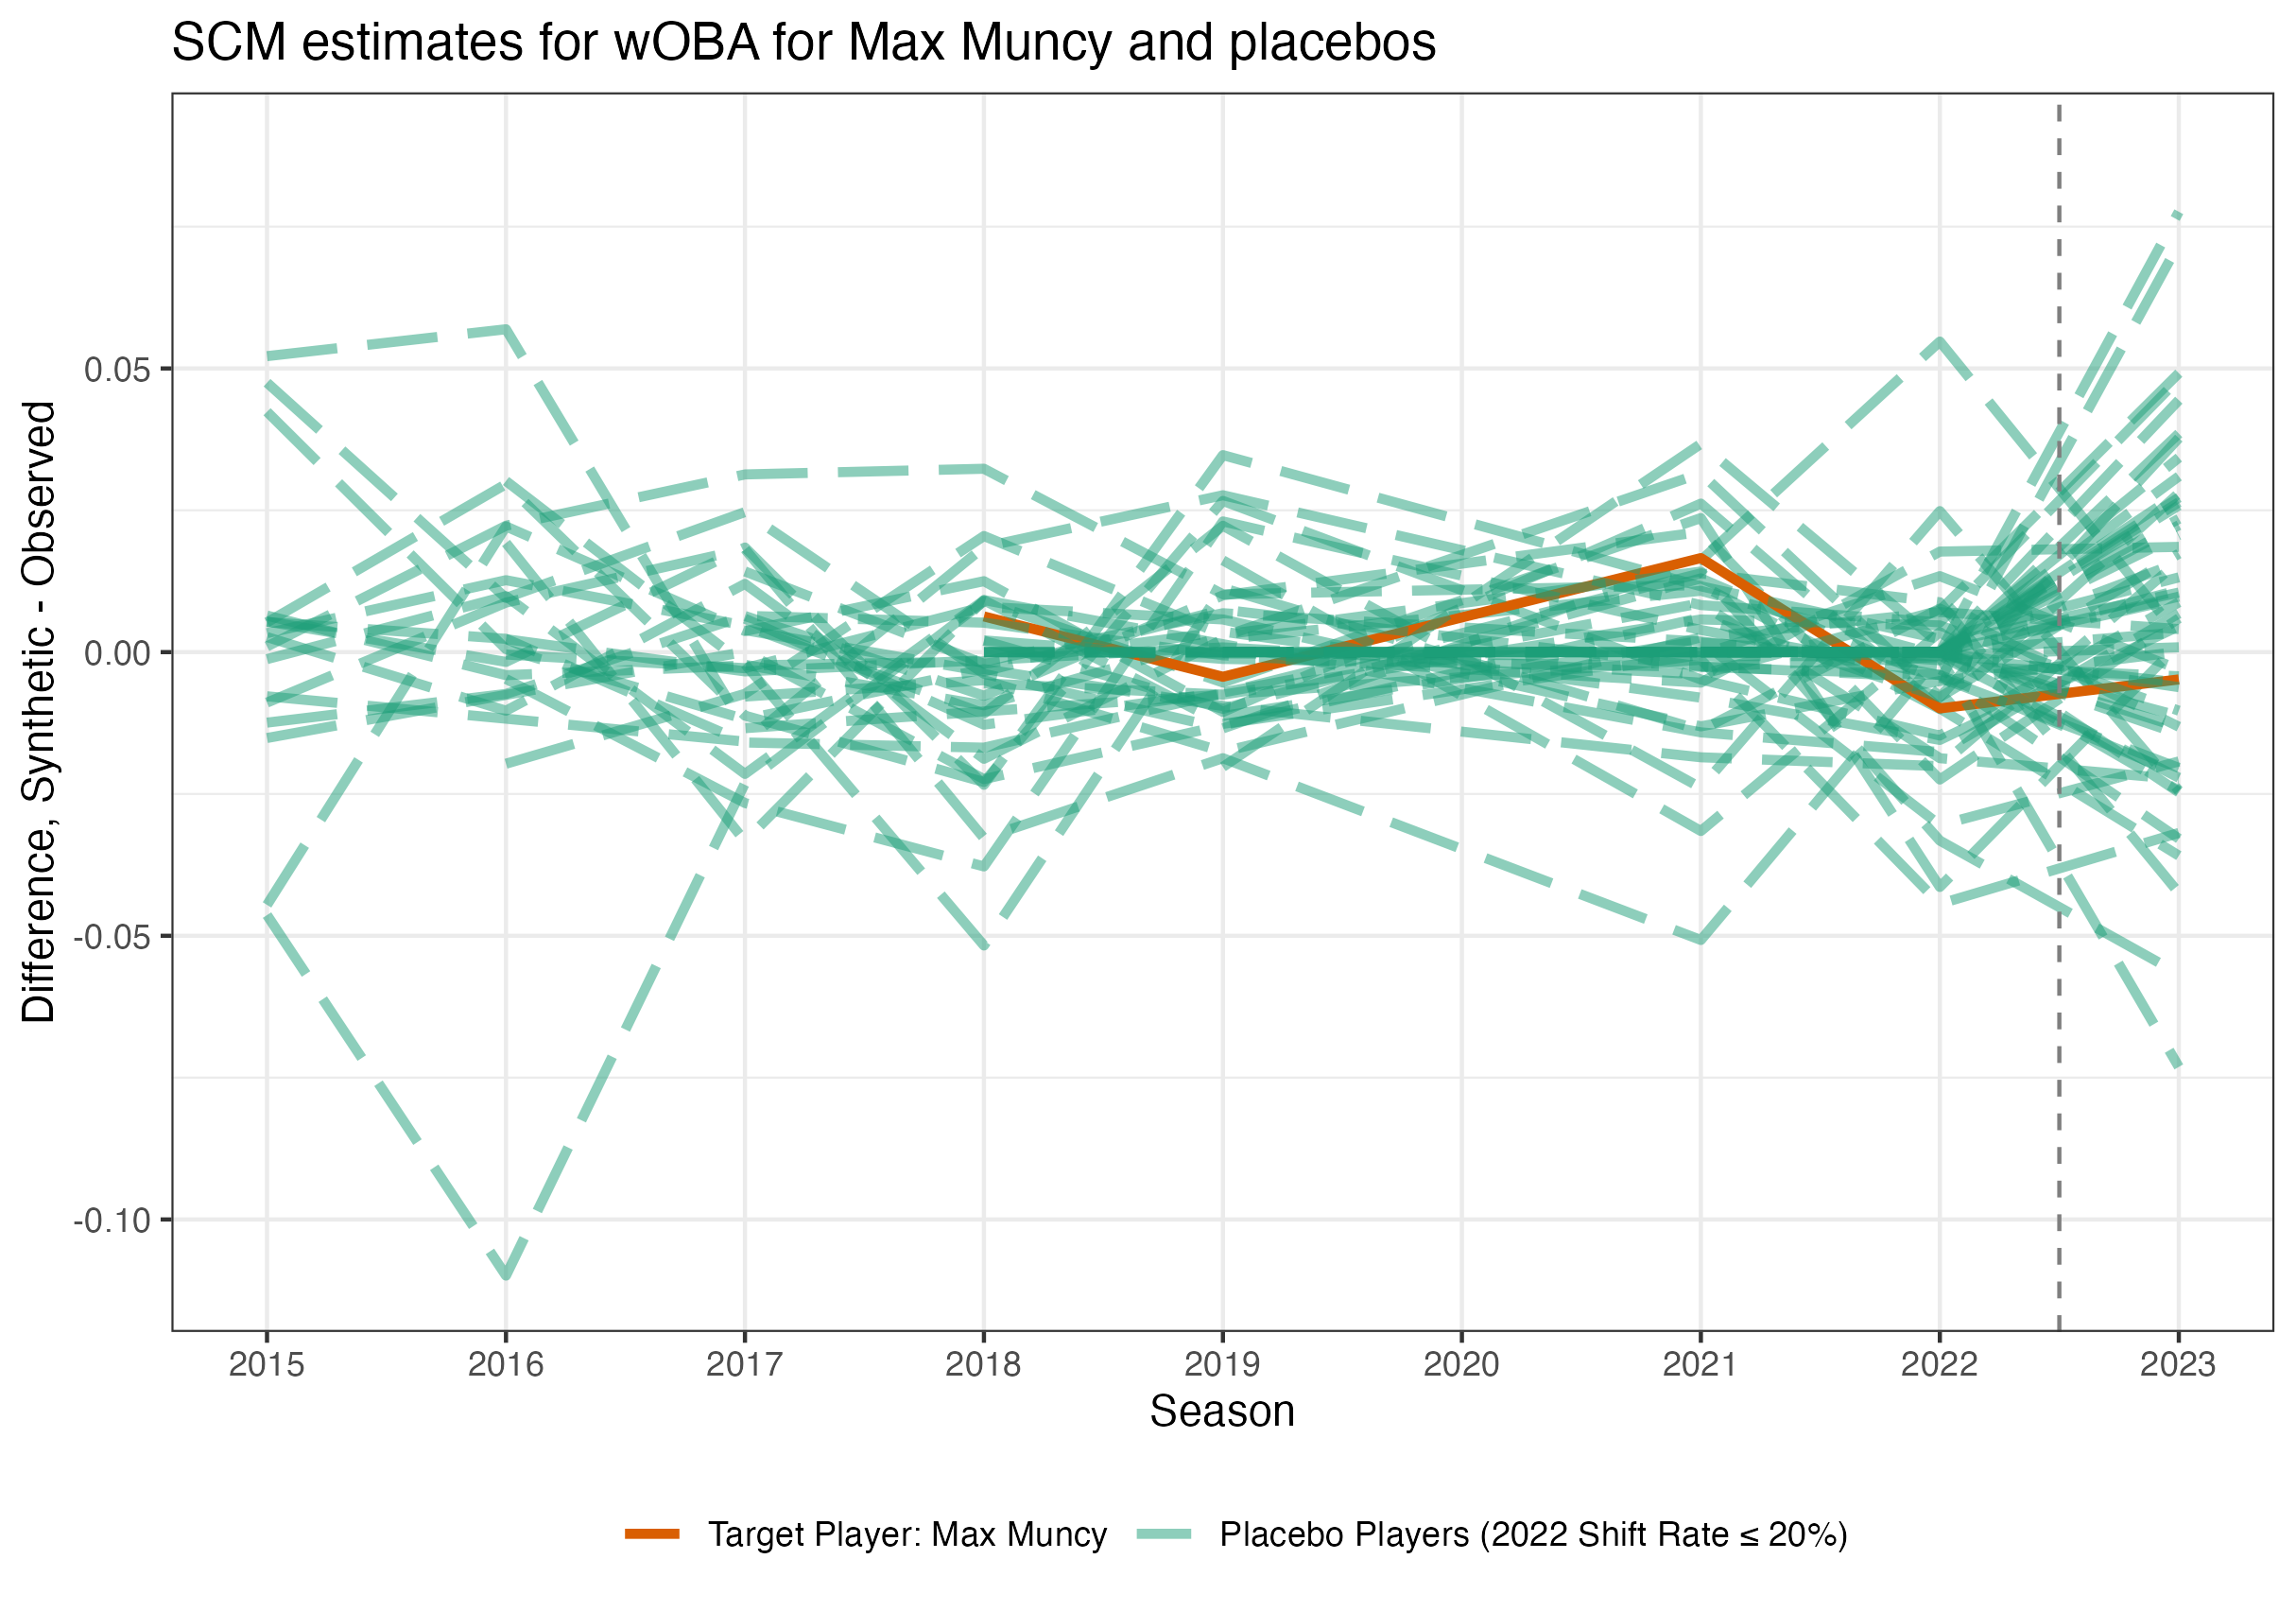 SCM estimates for wOBA for Max Muncy and placebos
Difference, Synthetic - Observed
0.05
0.00
-0.05
-0.10
2015 2016 2017 2018 2019 2020 2021 2022 2023
Season
Target Player: Max Muncy Placebo Players (2022 Shift Rate ≤ 20%)